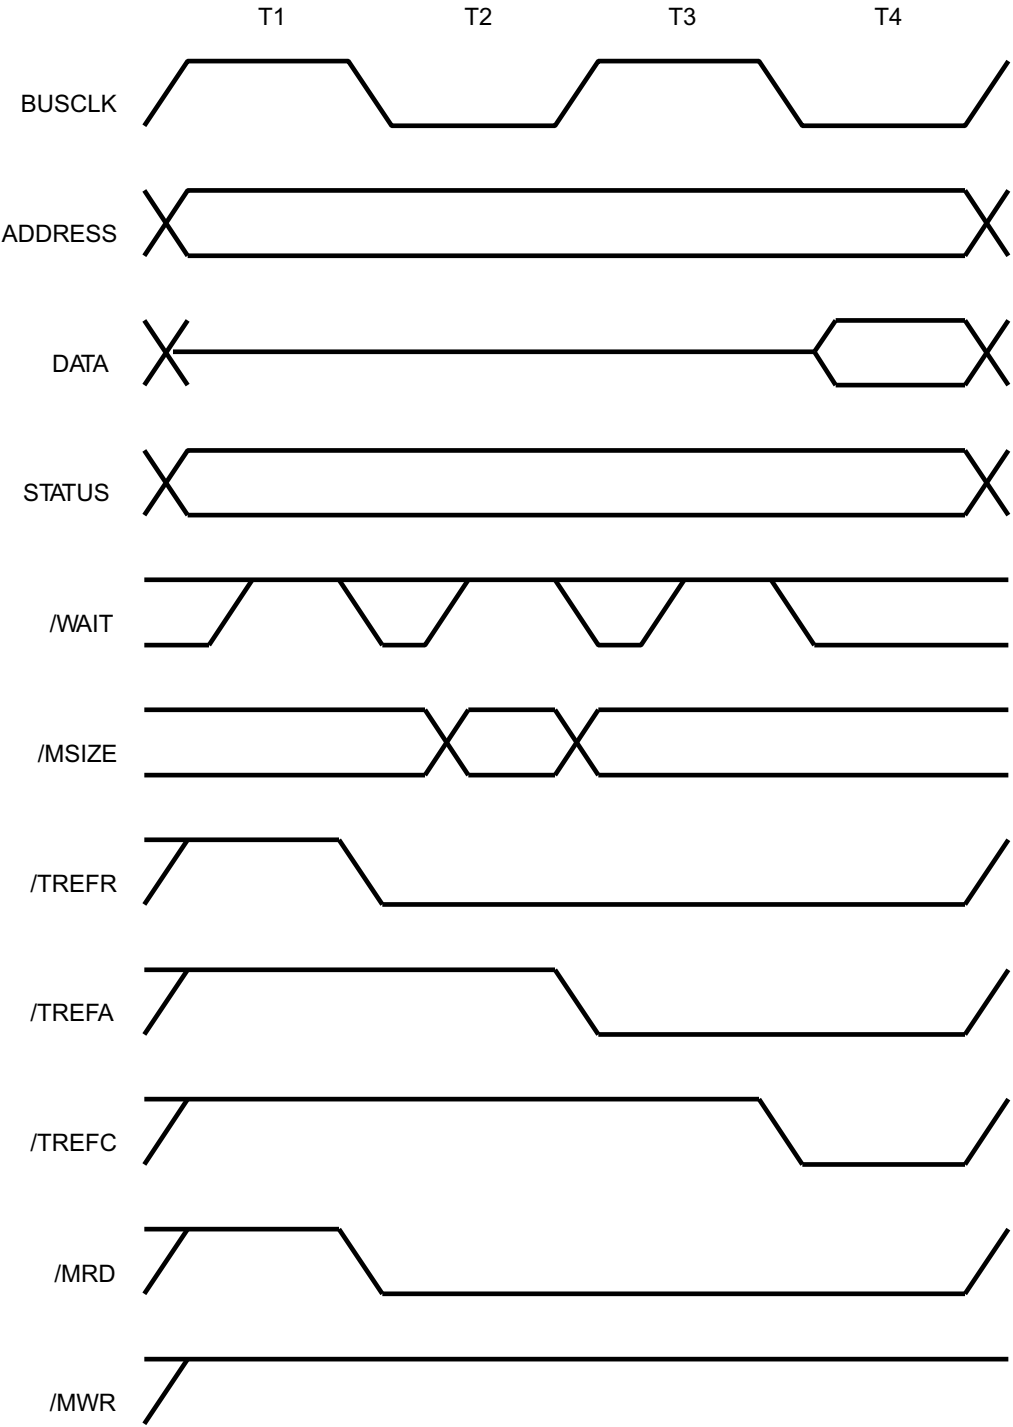 T1 T2 T3 T4
BUSCLK
ADDRESS
DATA
STATUS
/WAIT
/MSIZE
/TREFR
/TREFA
/TREFC
/MRD
/MWR